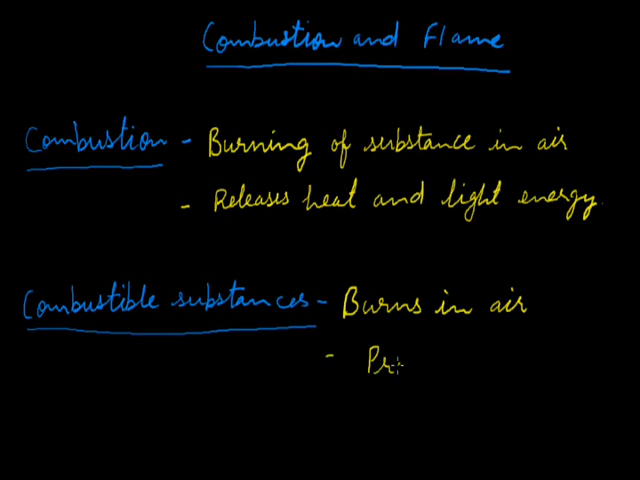 Combustion and Flame
Combustion - Burning of substance in air
- Releases heat and light energy.
Combustible substances - Burns in air
- Pr